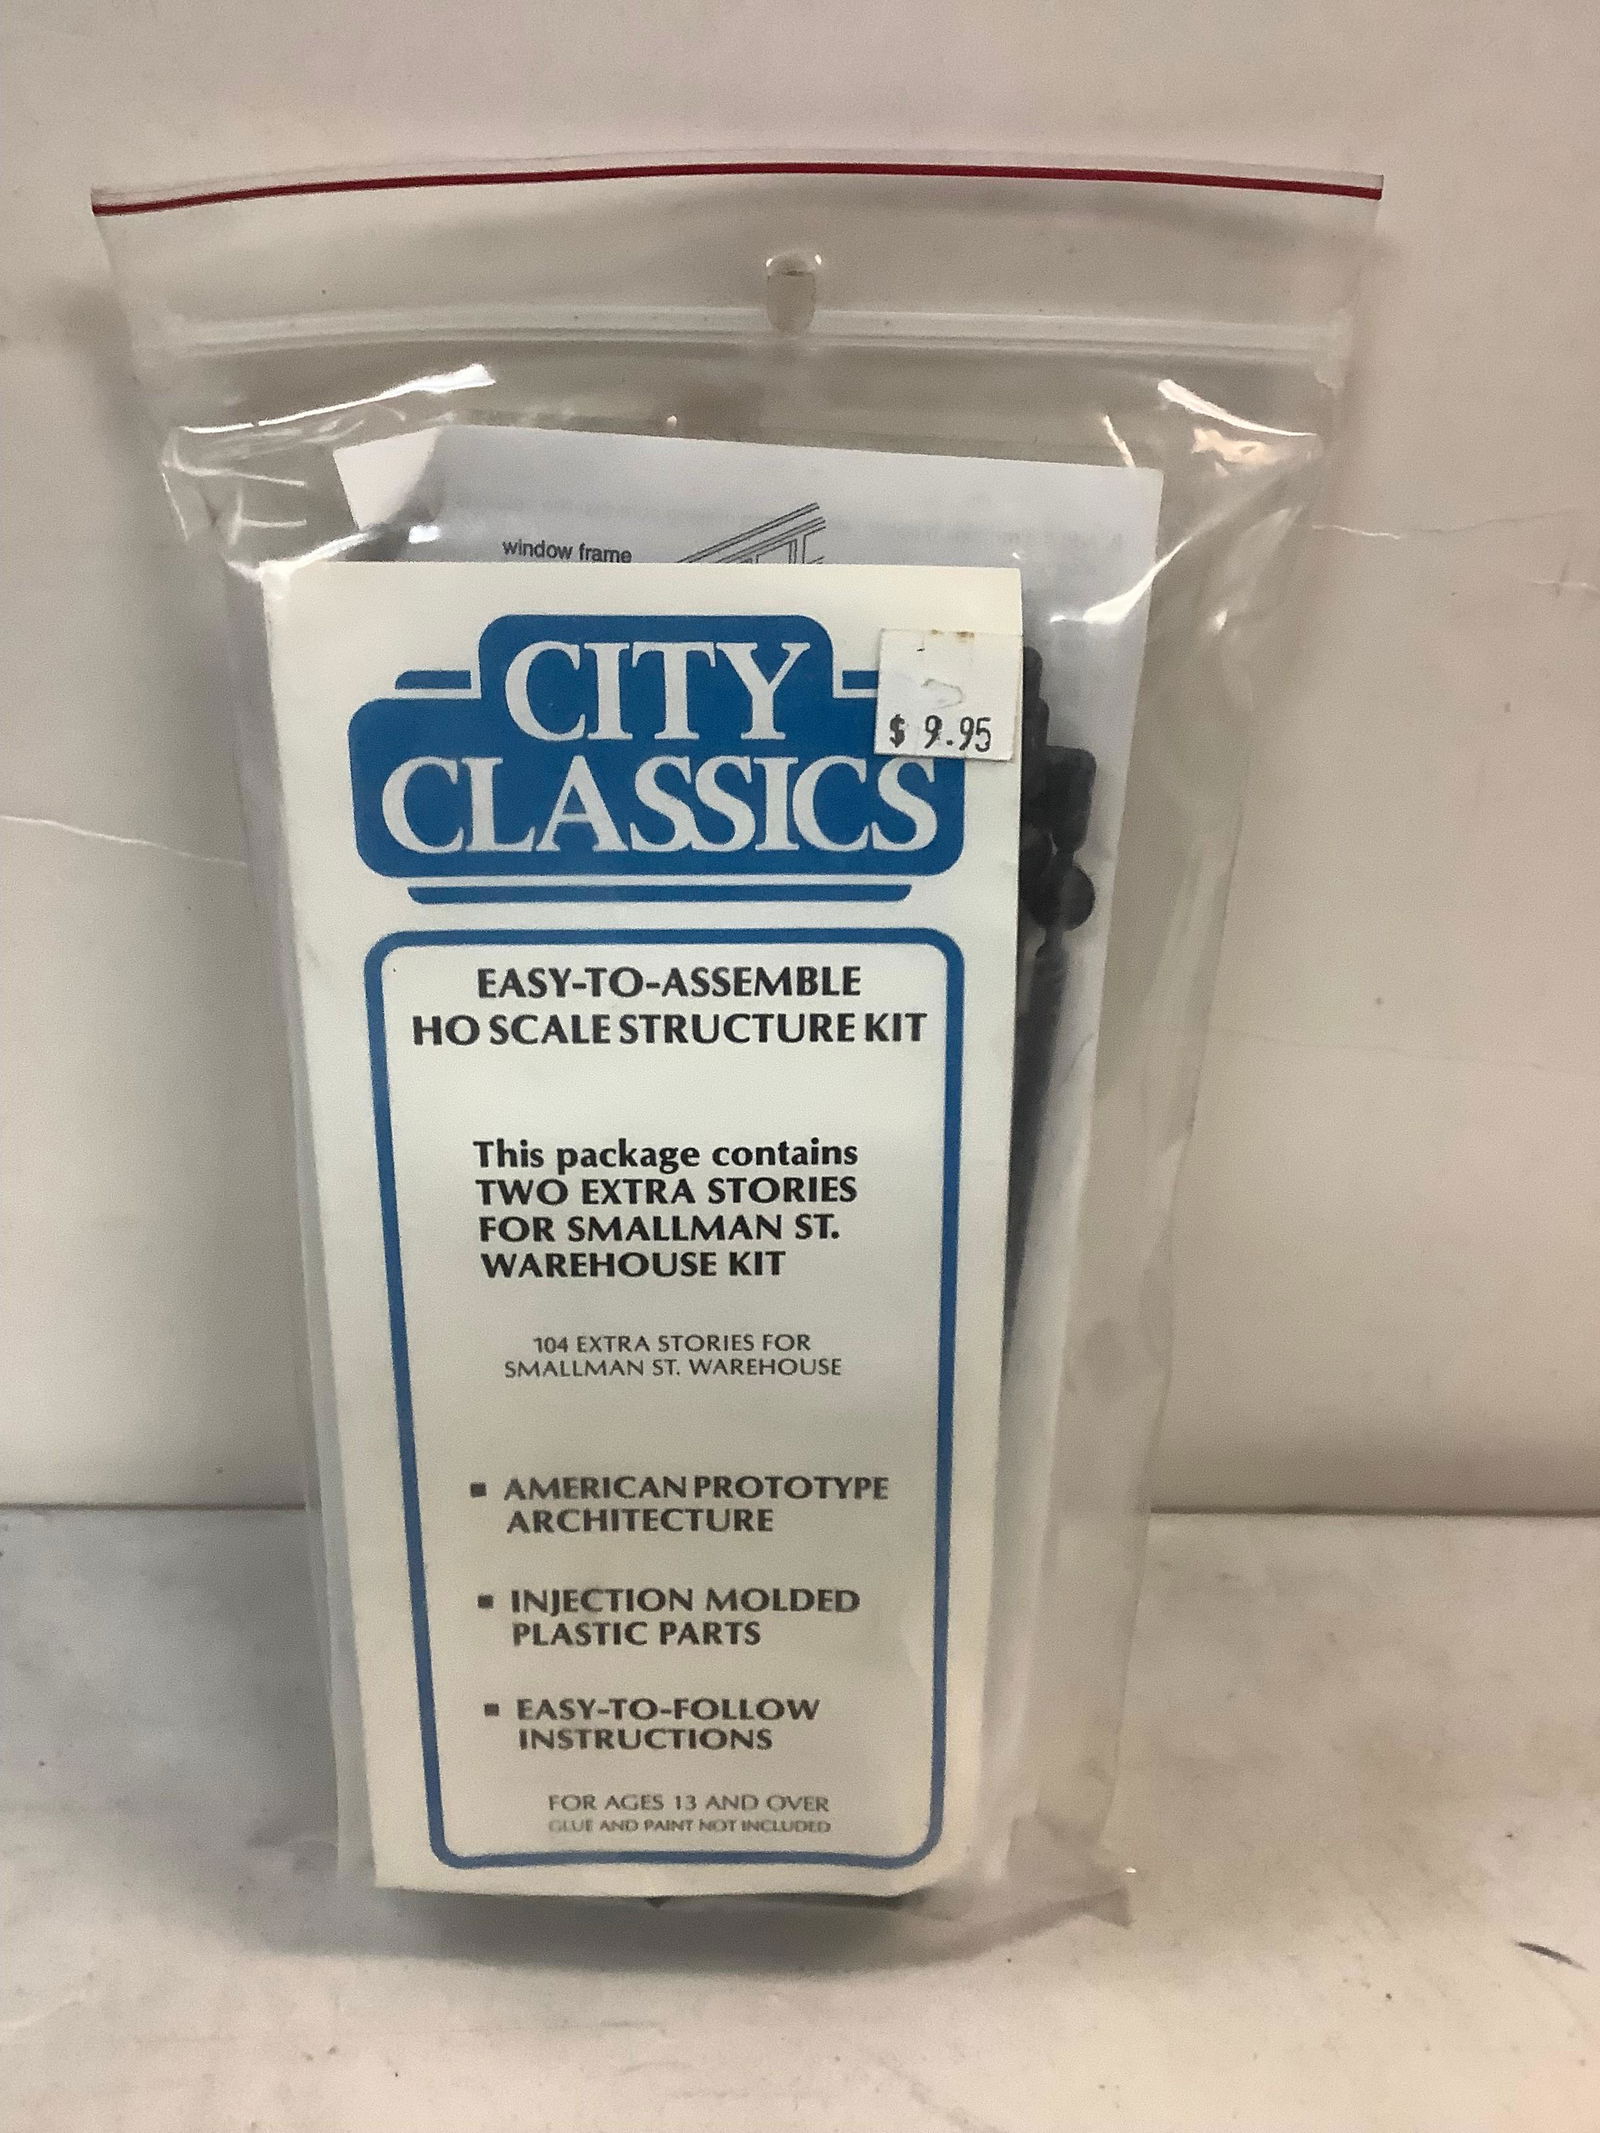 window frame
CITY
CLASSICS
$ 9.95
EASY-TO-ASSEMBLE
HO SCALE STRUCTURE KIT
This package contains
TWO EXTRA STORIES
FOR SMALLMAN ST.
WAREHOUSE KIT
104 EXTRA STORIES FOR
SMALLMAN ST. WAREHOUSE
▪ AMERICAN PROTOTYPE
ARCHITECTURE
▪ INJECTION MOLDED
PLASTIC PARTS
▪ EASY-TO-FOLLOW
INSTRUCTIONS
FOR AGES 13 AND OVER
GLUE AND PAINT NOT INCLUDED